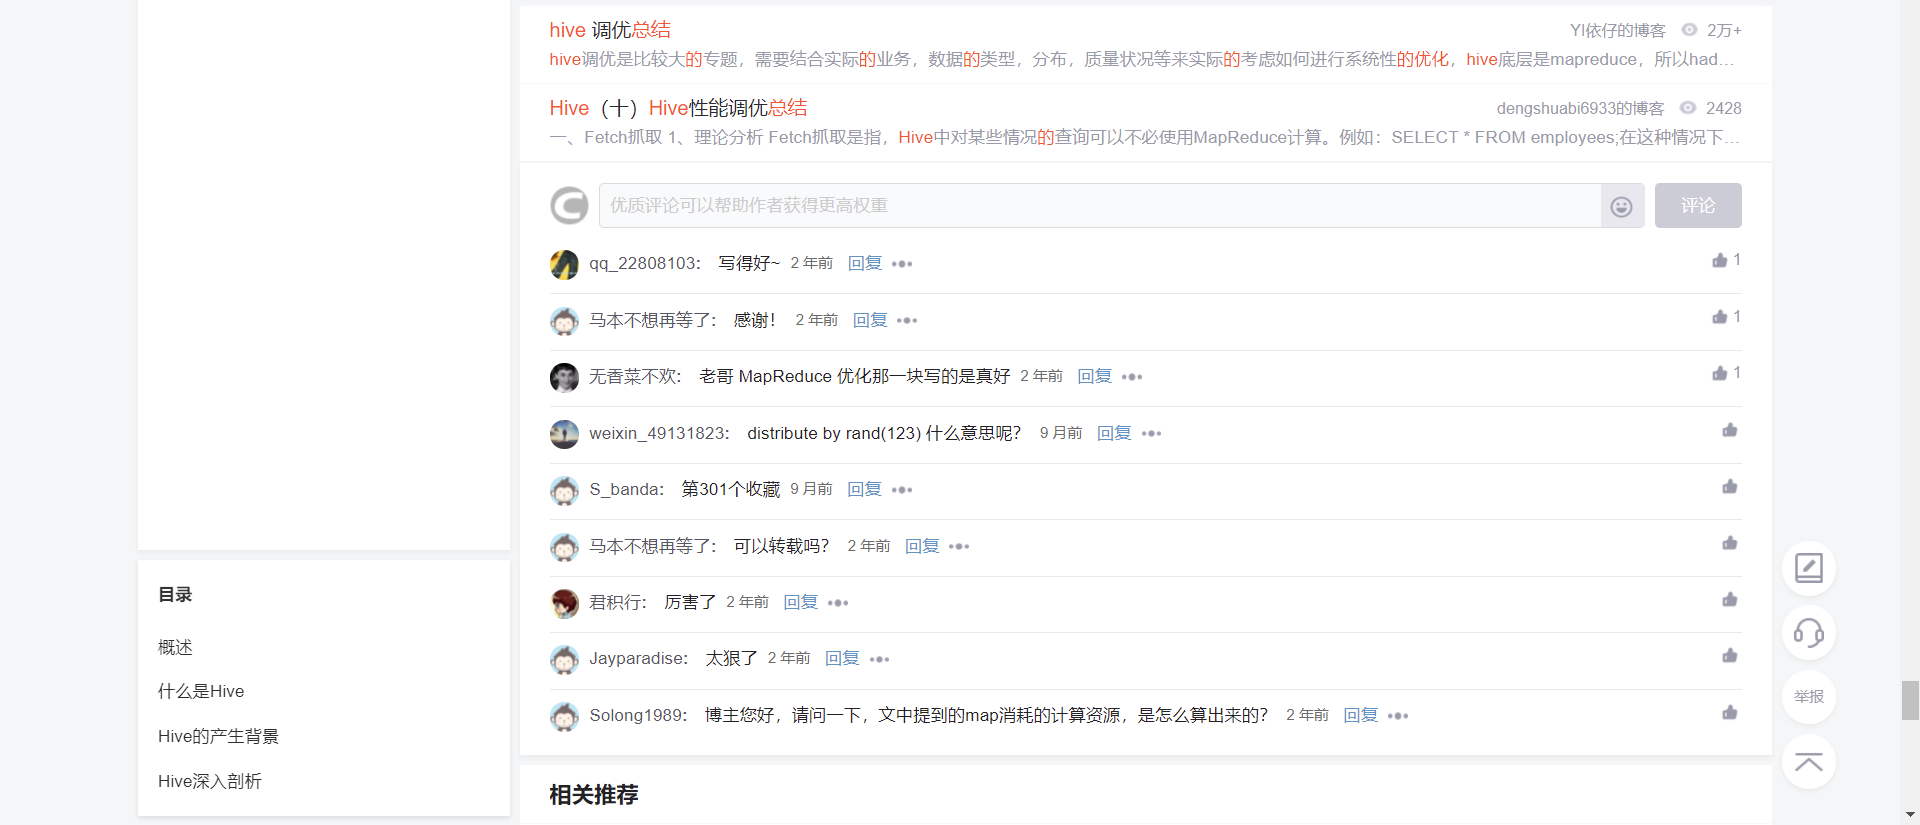 hive 调优总结 YI依仔的博客 2万+
hive调优是比较大的专题，需要结合实际的业务，数据的类型，分布，质量状况等来实际的考虑如何进行系统性的优化，hive底层是mapreduce，所以had...
Hive（十）Hive性能调优总结 dengshuabi6933的博客 2428
一、Fetch抓取 1、理论分析 Fetch抓取是指，Hive中对某些情况的查询可以不必使用MapReduce计算。例如：SELECT * FROM employees;在这种情况下...
优质评论可以帮助作者获得更高权重 评论
qq_22808103： 写得好~ 2 年前 回复 1
马本不想再等了： 感谢！ 2 年前 回复 1
无香菜不欢： 老哥 MapReduce 优化那一块写的是真好 2 年前 回复 1
weixin_49131823： distribute by rand(123) 什么意思呢？ 9 月前 回复
S_banda： 第301个收藏 9 月前 回复
马本不想再等了： 可以转载吗？ 2 年前 回复
君积行： 厉害了 2 年前 回复
Jayparadise： 太狠了 2 年前 回复
Solong1989： 博主您好，请问一下，文中提到的map消耗的计算资源，是怎么算出来的？ 2 年前 回复
相关推荐
目录
概述
什么是Hive
Hive的产生背景
Hive深入剖析
举报